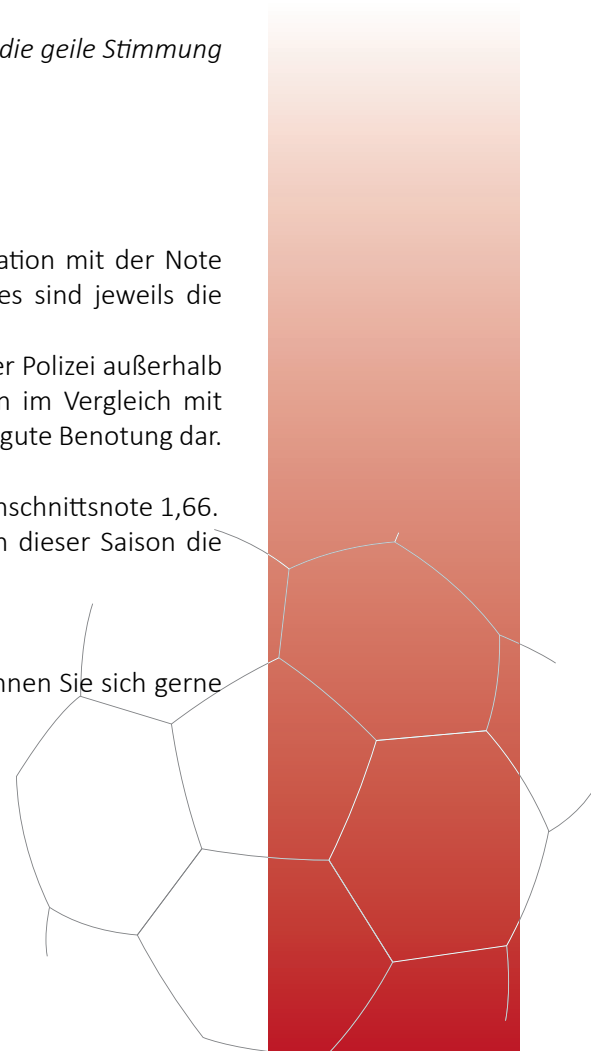 die geile Stimmung
ation mit der Note
es sind jeweils die
er Polizei außerhalb
n im Vergleich mit
gute Benotung dar.
nschnittsnote 1,66.
n dieser Saison die
nnen Sie sich gerne